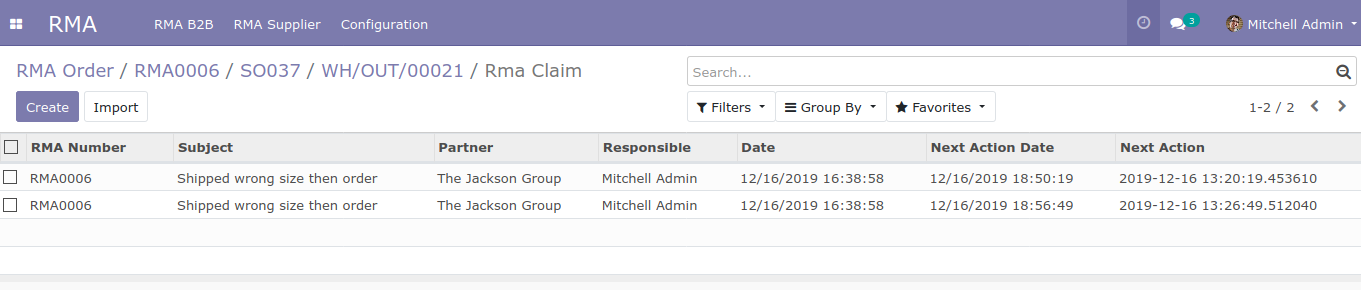 RMA RMA B2B RMA Supplier Configuration 3 Mitchell Admin
RMA Order / RMA0006 / SO037 / WH/OUT/00021 / Rma Claim Search...
Create Import Filters Group By Favorites 1-2 / 2
RMA Number Subject Partner Responsible Date Next Action Date Next Action
RMA0006 Shipped wrong size then order The Jackson Group Mitchell Admin 12/16/2019 16:38:58 12/16/2019 18:50:19 2019-12-16 13:20:19.453610
RMA0006 Shipped wrong size then order The Jackson Group Mitchell Admin 12/16/2019 16:38:58 12/16/2019 18:56:49 2019-12-16 13:26:49.512040